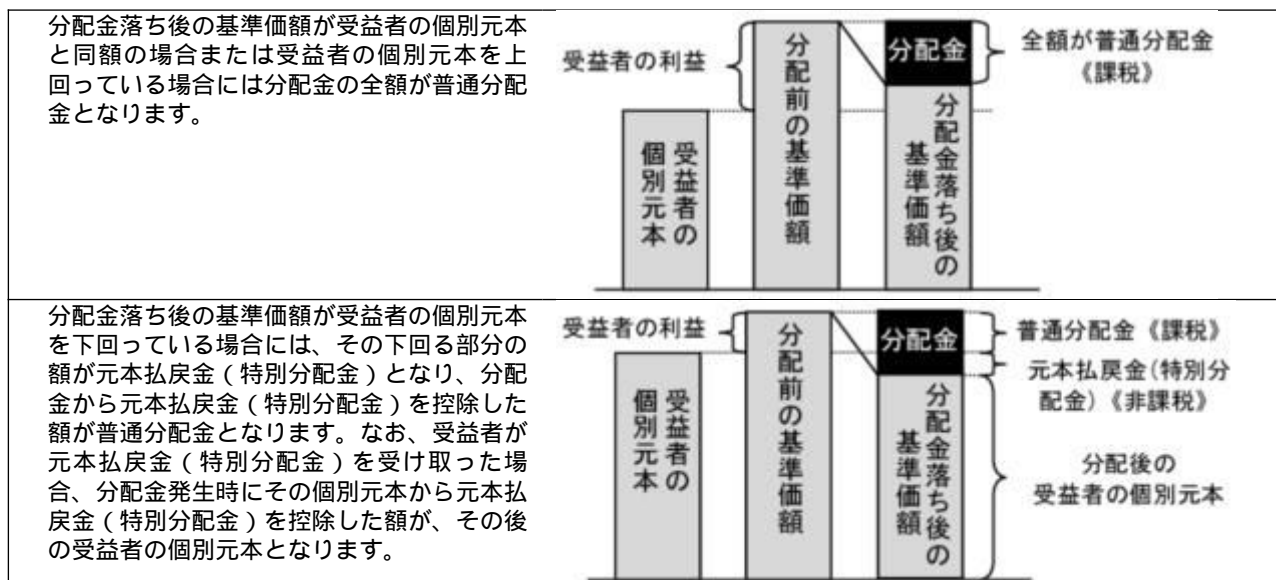 分配金落ち後の基準価額が受益者の個別元本
と同額の場合または受益者の個別元本を上
回っている場合には分配金の全額が普通分配
金となります。
受益者の利益
受益者の
個別元本
分配前の基準価額
分配金
分配金落ち後の
基準価額
全額が普通分配金
《課税》
分配金落ち後の基準価額が受益者の個別元本
を下回っている場合には、その下回る部分の
額が元本払戻金（特別分配金）となり、分配
金から元本払戻金（特別分配金）を控除した
額が普通分配金となります。なお、受益者が
元本払戻金（特別分配金）を受け取った場
合、分配金発生時にその個別元本から元本払
戻金（特別分配金）を控除した額が、その後
の受益者の個別元本となります。
受益者の利益
受益者の
個別元本
分配前の基準価額
分配金
分配金落ち後の
基準価額
普通分配金《課税》
元本払戻金(特別分
配金)《非課税》
分配後の
受益者の個別元本